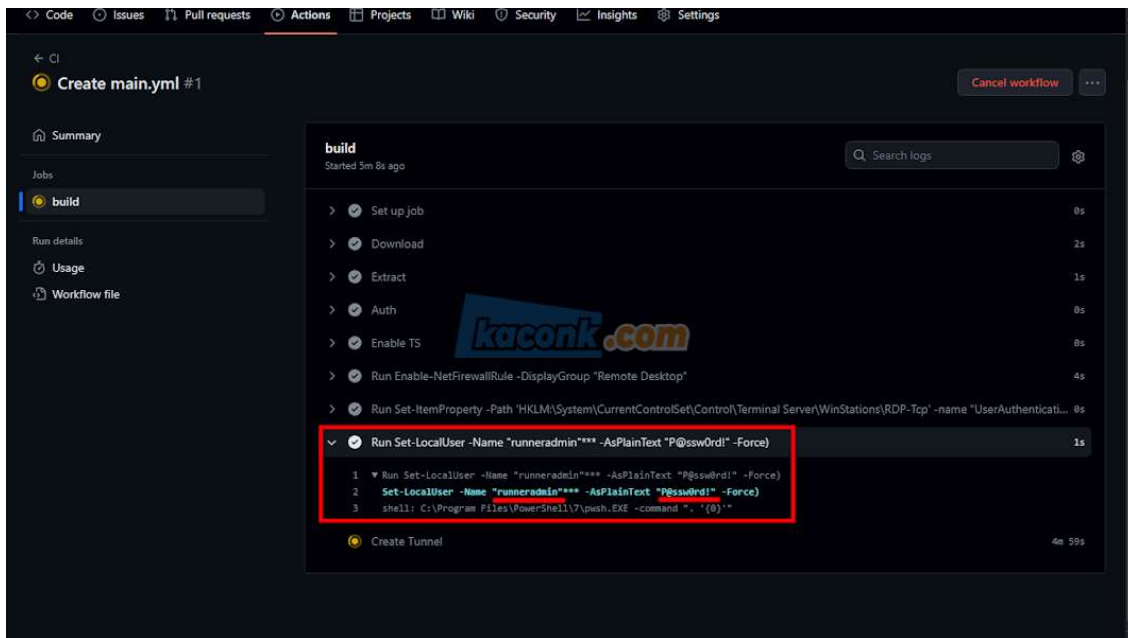 Code Issues Pull requests Actions Projects Wiki Security Insights Settings
CI
Create main.yml #1
Cancel workflow
Summary
Jobs
build
Run details
Usage
Workflow file
build
Started 5m 8s ago
Search logs
Set up job 0s
Download 2s
Extract 1s
Auth 0s
Enable TS 0s
kaconk.com
Run Enable-NetFirewallRule -DisplayGroup "Remote Desktop" 4s
Run Set-ItemProperty -Path 'HKLM:\System\CurrentControlSet\Control\Terminal Server\WinStations\RDP-Tcp' -name "UserAuthenticati... 0s
Run Set-LocalUser -Name "runneradmin"*** -AsPlainText "P@ssw0rd!" -Force) 1s
1 ▼ Run Set-LocalUser -Name "runneradmin"*** -AsPlainText "P@ssw0rd!" -Force)
2 Set-LocalUser -Name "runneradmin"*** -AsPlainText "P@ssw0rd!" -Force)
3 shell: C:\Program Files\PowerShell\7\pwsh.EXE -command ". '{0}'"
Create Tunnel 4m 59s